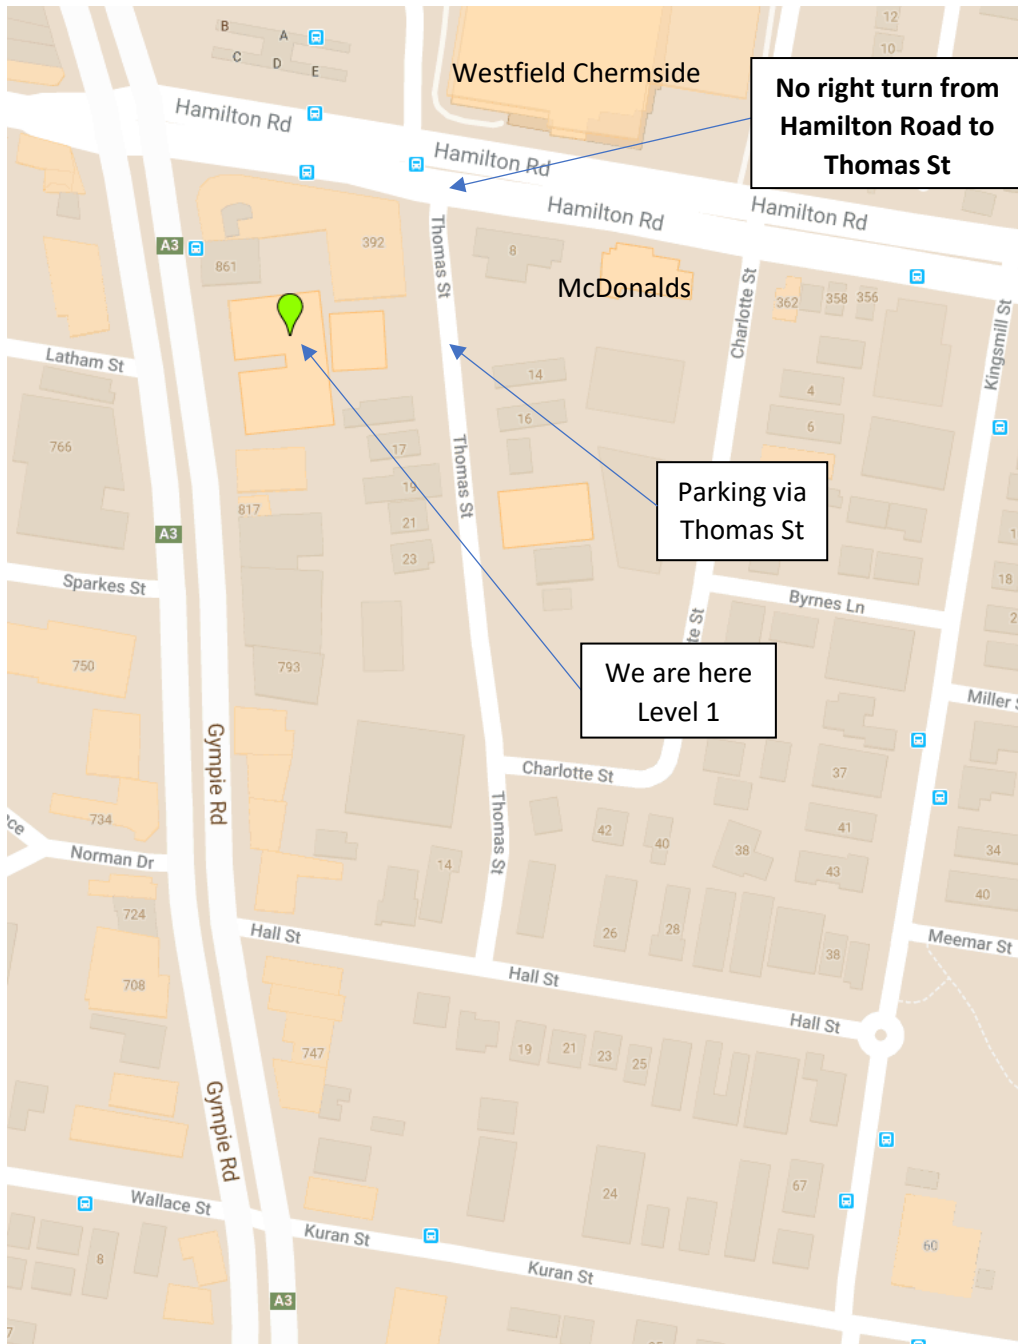 B
A
C
D
E
12
10
Westfield Chermside
No right turn from
Hamilton Road to
Thomas St
Hamilton Rd
Hamilton Rd
Hamilton Rd
Hamilton Rd
A3
861
392
Thomas St
8
McDonalds
Charlotte St
362
358
356
Kingsmill St
Latham St
14
16
4
6
766
17
19
Thomas St
817
21
23
Parking via
Thomas St
A3
18
Sparkes St
Byrnes Ln
750
793
We are here
Level 1
Miller S
Gympie Rd
Charlotte St
37
734
Thomas St
42
40
38
41
43
34
40
Norman Dr
14
724
Hall St
26
28
38
Meemar St
708
Hall St
Hall St
747
19
21
23
25
Gympie Rd
24
67
Wallace St
8
Kuran St
Kuran St
60
A3